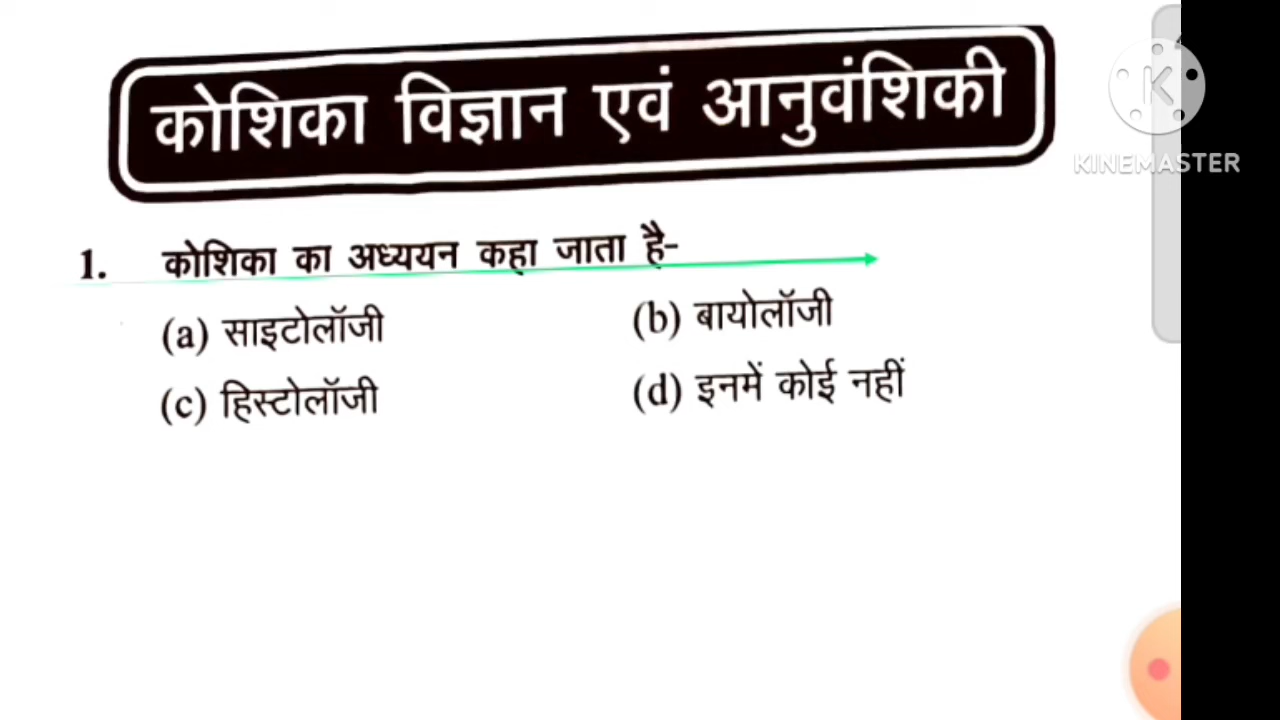 कोशिका विज्ञान एवं आनुवंशिकी
KINEMASTER
1. कोशिका का अध्ययन कहा जाता है-
(a) साइटोलॉजी (b) बायोलॉजी
(c) हिस्टोलॉजी (d) इनमें कोई नहीं